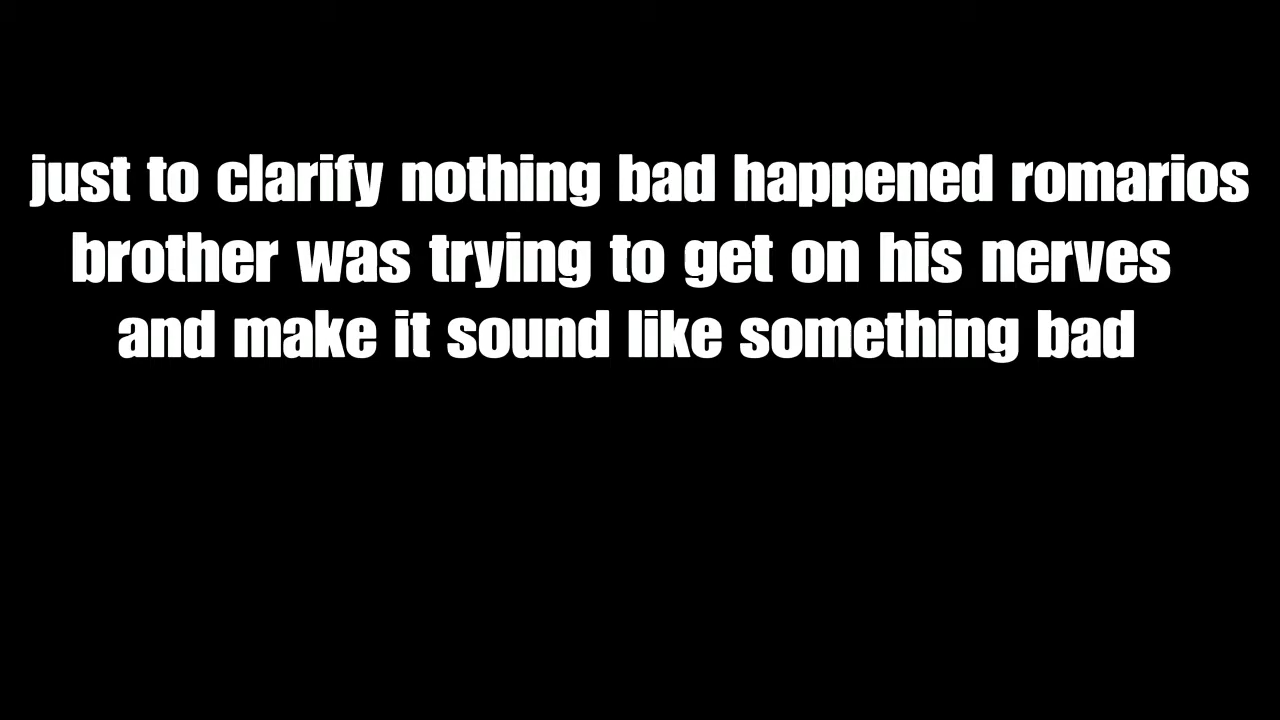 just to clarify nothing bad happened romarios
brother was trying to get on his nerves
and make it sound like something bad